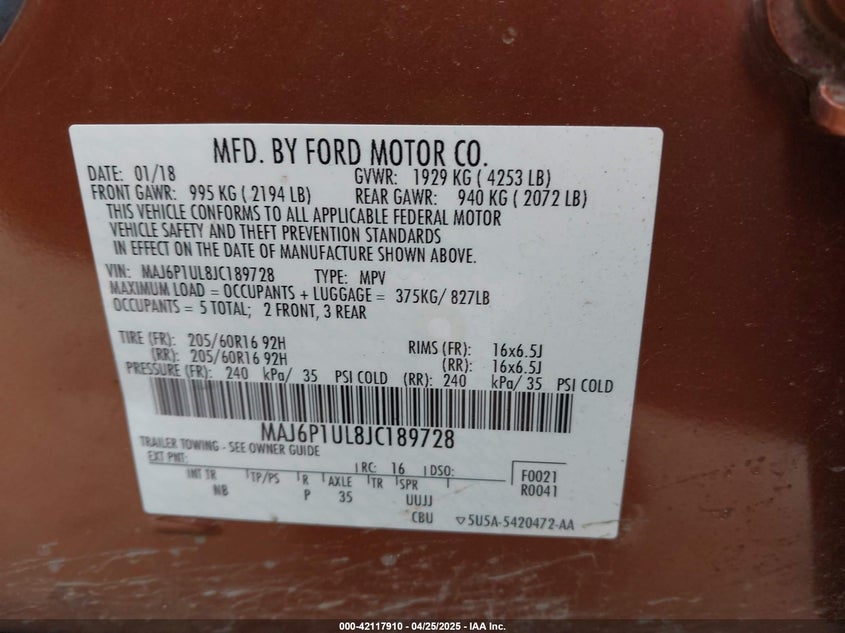 MFD. BY FORD MOTOR CO.
DATE: 01/18 GVWR: 1929 KG ( 4253 LB)
FRONT GAWR: 995 KG ( 2194 LB) REAR GAWR: 940 KG ( 2072 LB)
THIS VEHICLE CONFORMS TO ALL APPLICABLE FEDERAL MOTOR
VEHICLE SAFETY AND THEFT PREVENTION STANDARDS
IN EFFECT ON THE DATE OF MANUFACTURE SHOWN ABOVE.
VIN: MAJ6P1UL8JC189728 TYPE: MPV
MAXIMUM LOAD = OCCUPANTS + LUGGAGE = 375KG/ 827LB
OCCUPANTS = 5 TOTAL; 2 FRONT, 3 REAR
TIRE (FR): 205/60R16 92H RIMS (FR): 16x6.5J
(RR): 205/60R16 92H (RR): 16x6.5J
PRESSURE (FR): 240 kPa/ 35 PSI COLD (RR): 240 kPa/ 35 PSI COLD
MAJ6P1UL8JC189728
TRAILER TOWING - SEE OWNER GUIDE
EXT PNT: RC: 16 DSO: F0021
INT TR TP/PS R AXLE TR SPR R0041
NB P 35 UUJJ
CBU 5U5A-5420472-AA
000-42117910 - 04/25/2025 - IAA Inc.